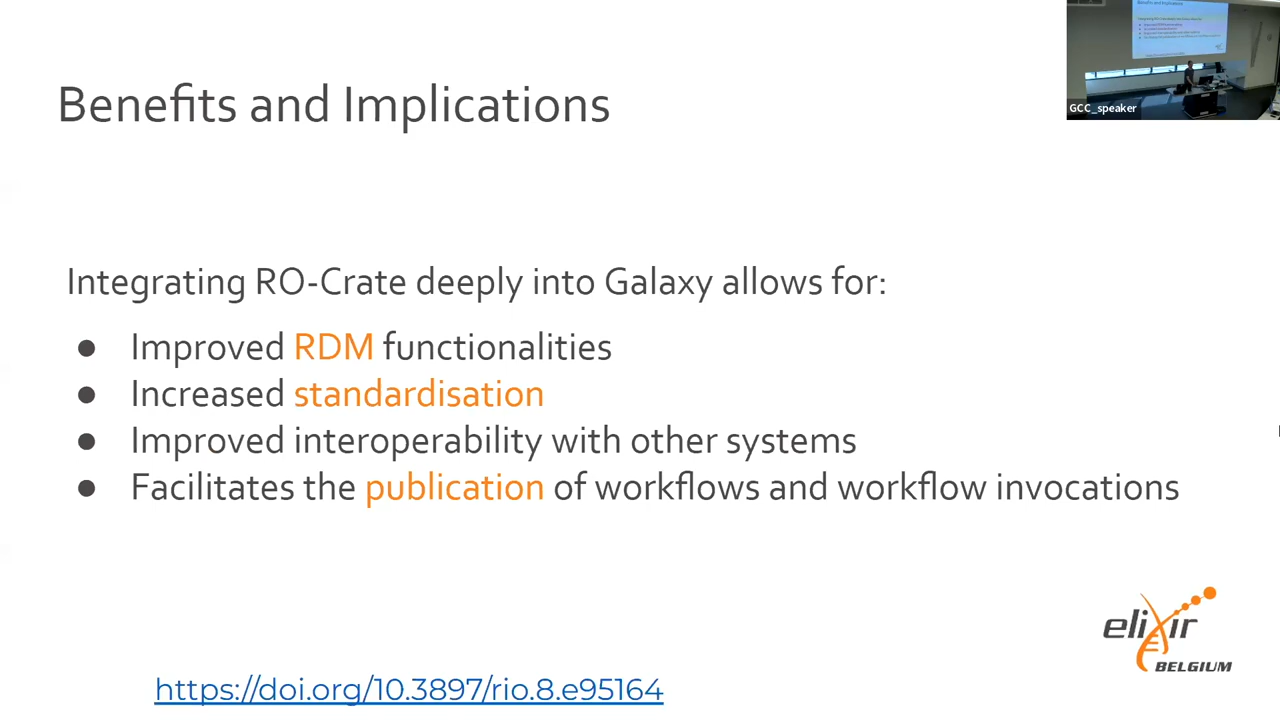 Benefits and Implications
GCC_speaker
Integrating RO-Crate deeply into Galaxy allows for:
● Improved RDM functionalities
● Increased standardisation
● Improved interoperability with other systems
● Facilitates the publication of workflows and workflow invocations
elixir
BELGIUM
https://doi.org/10.3897/rio.8.e95164